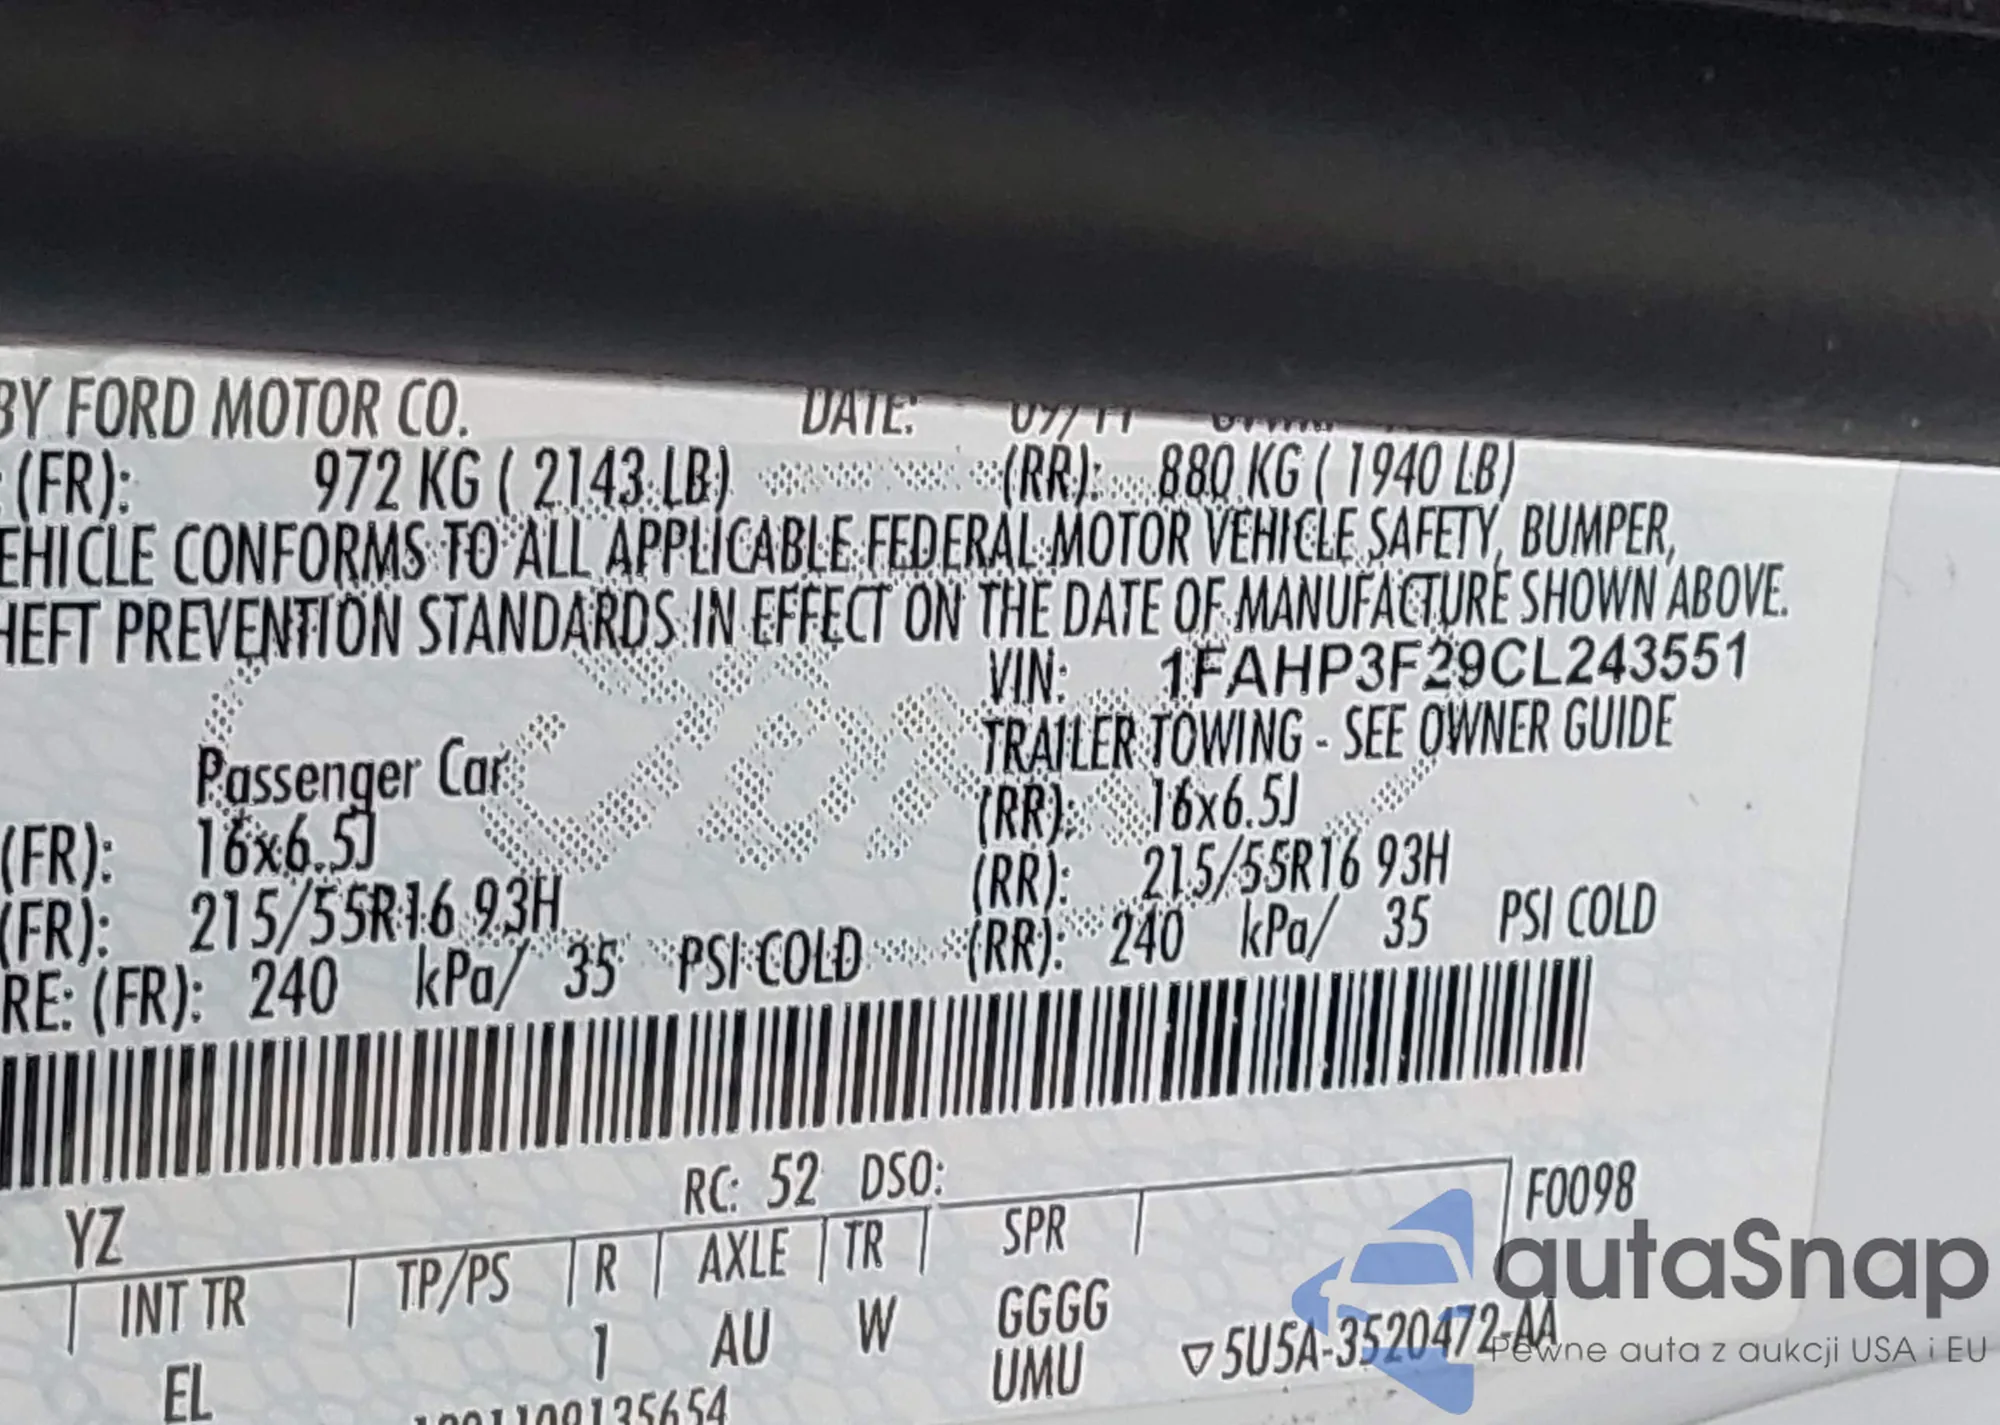 BY FORD MOTOR CO. DATE: 09/11
(FR): 972 KG ( 2143 LB) (RR): 880 KG ( 1940 LB)
EHICLE CONFORMS TO ALL APPLICABLE FEDERAL MOTOR VEHICLE SAFETY, BUMPER,
HEFT PREVENTION STANDARDS IN EFFECT ON THE DATE OF MANUFACTURE SHOWN ABOVE.
VIN: 1FAHP3F29CL243551
TRAILER TOWING - SEE OWNER GUIDE
Passenger Car
(FR): 16x6.5J (RR): 16x6.5J
(FR): 215/55R16 93H (RR): 215/55R16 93H
RE: (FR): 240 kPa/ 35 PSI COLD (RR): 240 kPa/ 35 PSI COLD
RC: 52 DSO: F0098
YZ
INT TR TP/PS R AXLE TR SPR
EL 1 AU W GGGG
UMU ▽5U5A-3520472-AA
autaSnap
Pewne auta z aukcji USA i EU